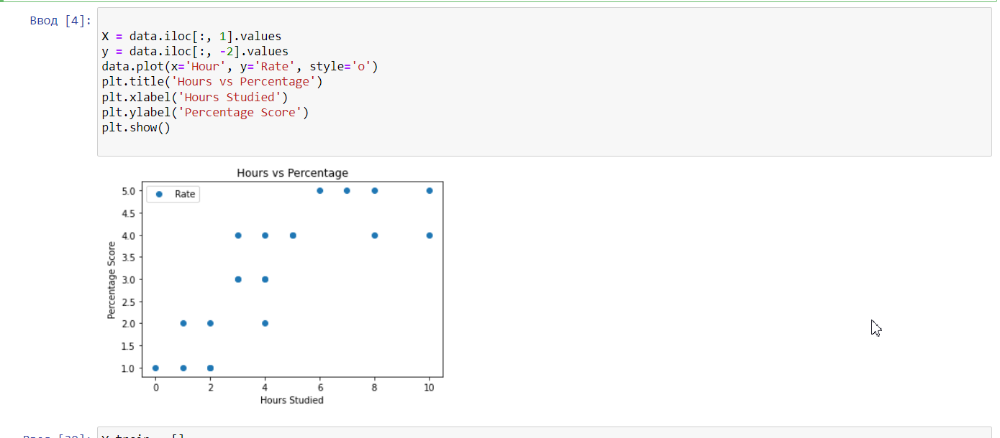 Ввод [4]:
X = data.iloc[:, 1].values
y = data.iloc[:, -2].values
data.plot(x='Hour', y='Rate', style='o')
plt.title('Hours vs Percentage')
plt.xlabel('Hours Studied')
plt.ylabel('Percentage Score')
plt.show()
Hours vs Percentage
Rate
5.0
4.5
4.0
3.5
3.0
2.5
2.0
1.5
1.0
Percentage Score
0 2 4 6 8 10
Hours Studied